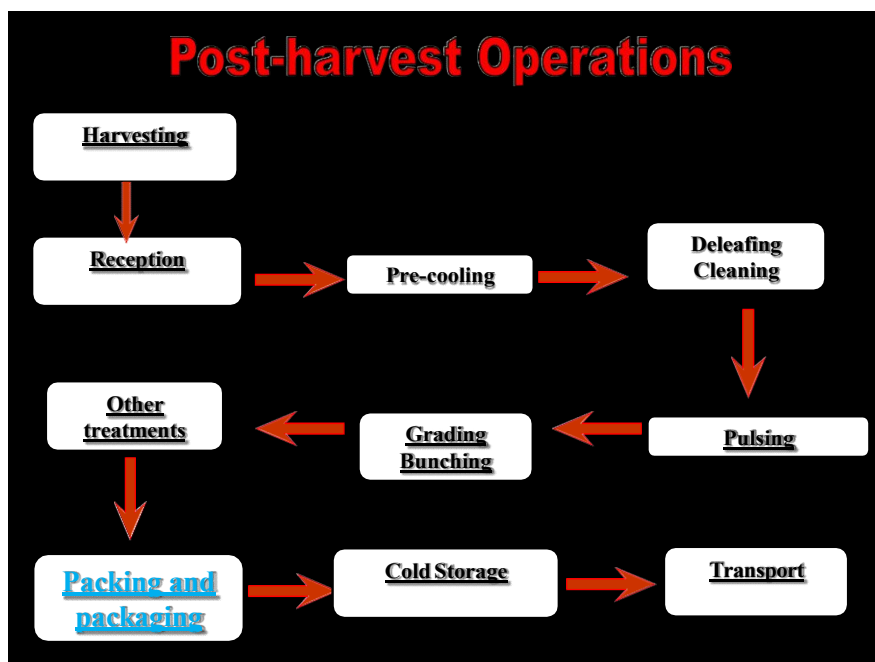 Post-harvest Operations
Harvesting
Reception
Pre-cooling
Deleafing
Cleaning
Pulsing
Grading
Bunching
Other
treatments
Packing and
packaging
Cold Storage
Transport